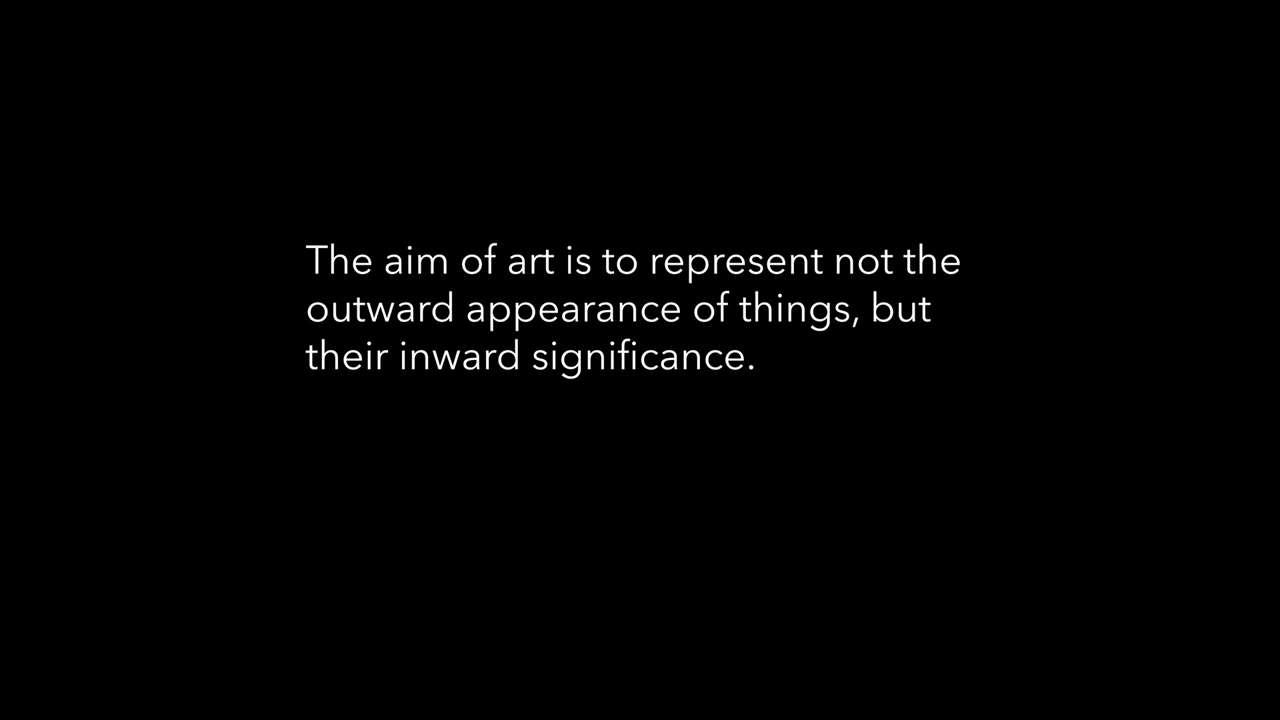 The aim of art is to represent not the
outward appearance of things, but
their inward significance.